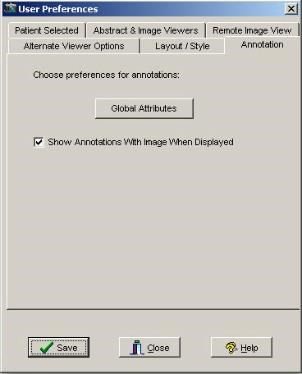 User Preferences
Patient Selected Abstract & Image Viewers Remote Image View
Alternate Viewer Options Layout / Style Annotation
Choose preferences for annotations:
Global Attributes
Show Annotations With Image When Displayed
Save Close Help